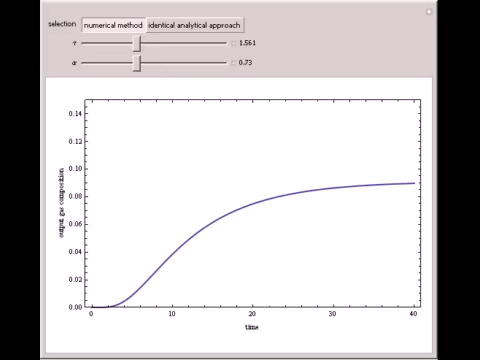 selection numerical method identical analytical approach
τ 1.561
α 0.73
0.14
0.12
0.10
0.08
0.06
0.04
0.02
0.00
output gas composition
0 10 20 30 40
time